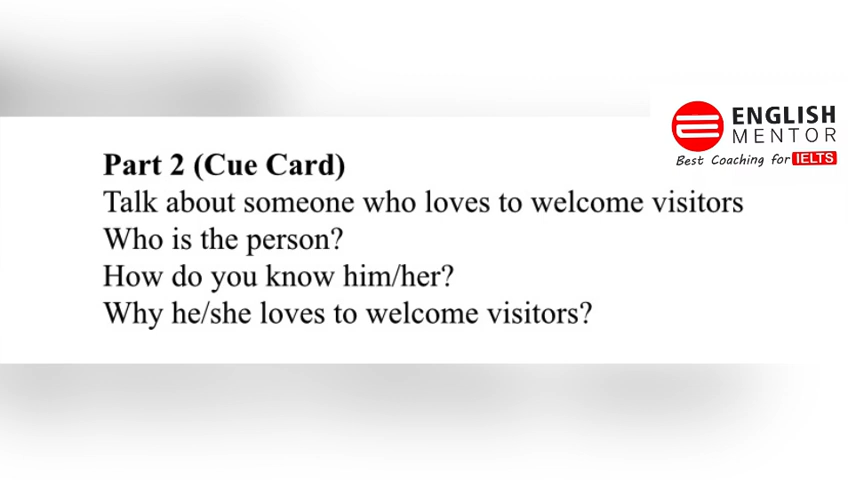 ENGLISH
MENTOR
Best Coaching for IELTS
Part 2 (Cue Card)
Talk about someone who loves to welcome visitors
Who is the person?
How do you know him/her?
Why he/she loves to welcome visitors?